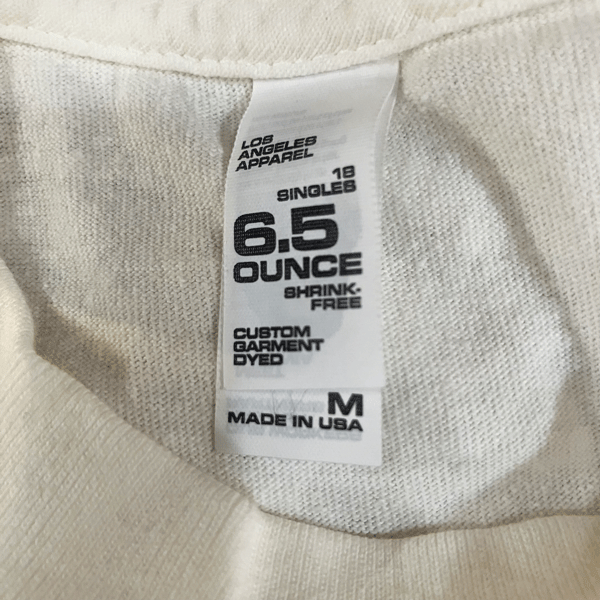 LOS
ANGELES
APPAREL
18
SINGLES
6.5
OUNCE
SHRINK-
FREE
CUSTOM
GARMENT
DYED
M
MADE IN USA